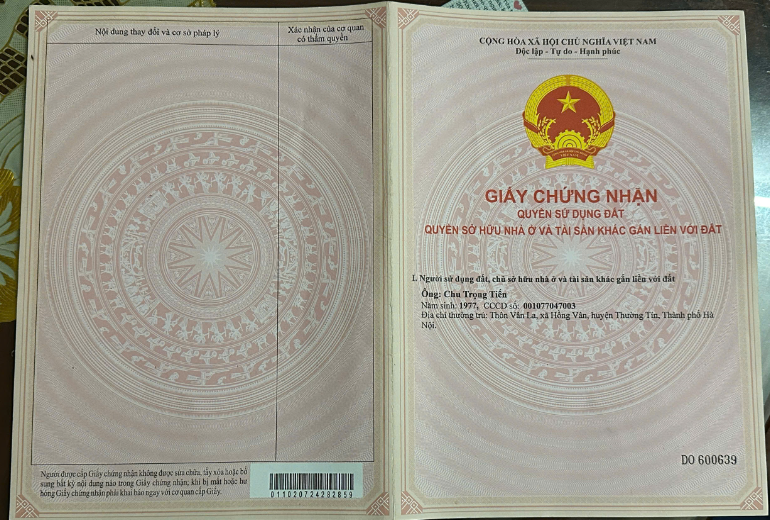 Nội dung thay đổi và cơ sở pháp lý
Xác nhận của cơ quan
có thẩm quyền
Người được cấp Giấy chứng nhận không được sửa chữa, tẩy xóa hoặc bổ
sung bất kỳ nội dung nào trong Giấy chứng nhận; khi bị mất hoặc hư
hỏng Giấy chứng nhận phải khai báo ngay với cơ quan cấp Giấy.
011020724282859
CỘNG HÒA XÃ HỘI CHỦ NGHĨA VIỆT NAM
Độc lập - Tự do - Hạnh phúc
GIẤY CHỨNG NHẬN
QUYỀN SỬ DỤNG ĐẤT
QUYỀN SỞ HỮU NHÀ Ở VÀ TÀI SẢN KHÁC GẮN LIỀN VỚI ĐẤT
I. Người sử dụng đất, chủ sở hữu nhà ở và tài sản khác gắn liền với đất
Ông: Chu Trọng Tiến
Năm sinh: 1977, CCCD số: 001077047003
Địa chỉ thường trú: Thôn Vân La, xã Hồng Vân, huyện Thường Tín, Thành phố Hà
Nội.
DO 600639